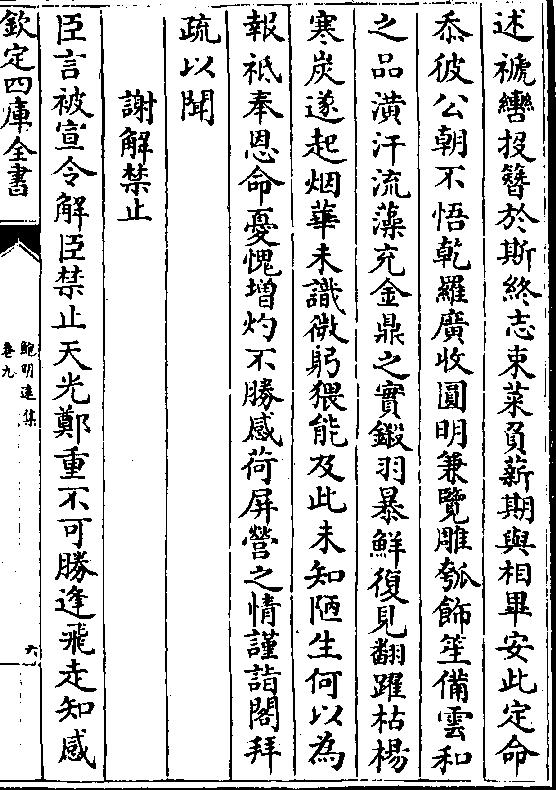 述褫轡投簪於斯終志束菜負薪期與相畢安此定命
忝彼公朝不悟乾羅廣收圓明兼覽雕瓠飾笙備雲和
之品潢汙流藻充金鼎之實鎩羽暴鮮復見翻躍枯楊
寒炭遂起烟華未識微躬猥能及此未知陋生何以為
報祇奉恩命憂愧增灼不勝感荷屏營之情謹詣閣拜
疏以聞
謝解禁止
臣言被宣令解臣禁止天光鄭重不可勝逢飛走知感
欽定四庫全書
鮑明遠集
卷九
六